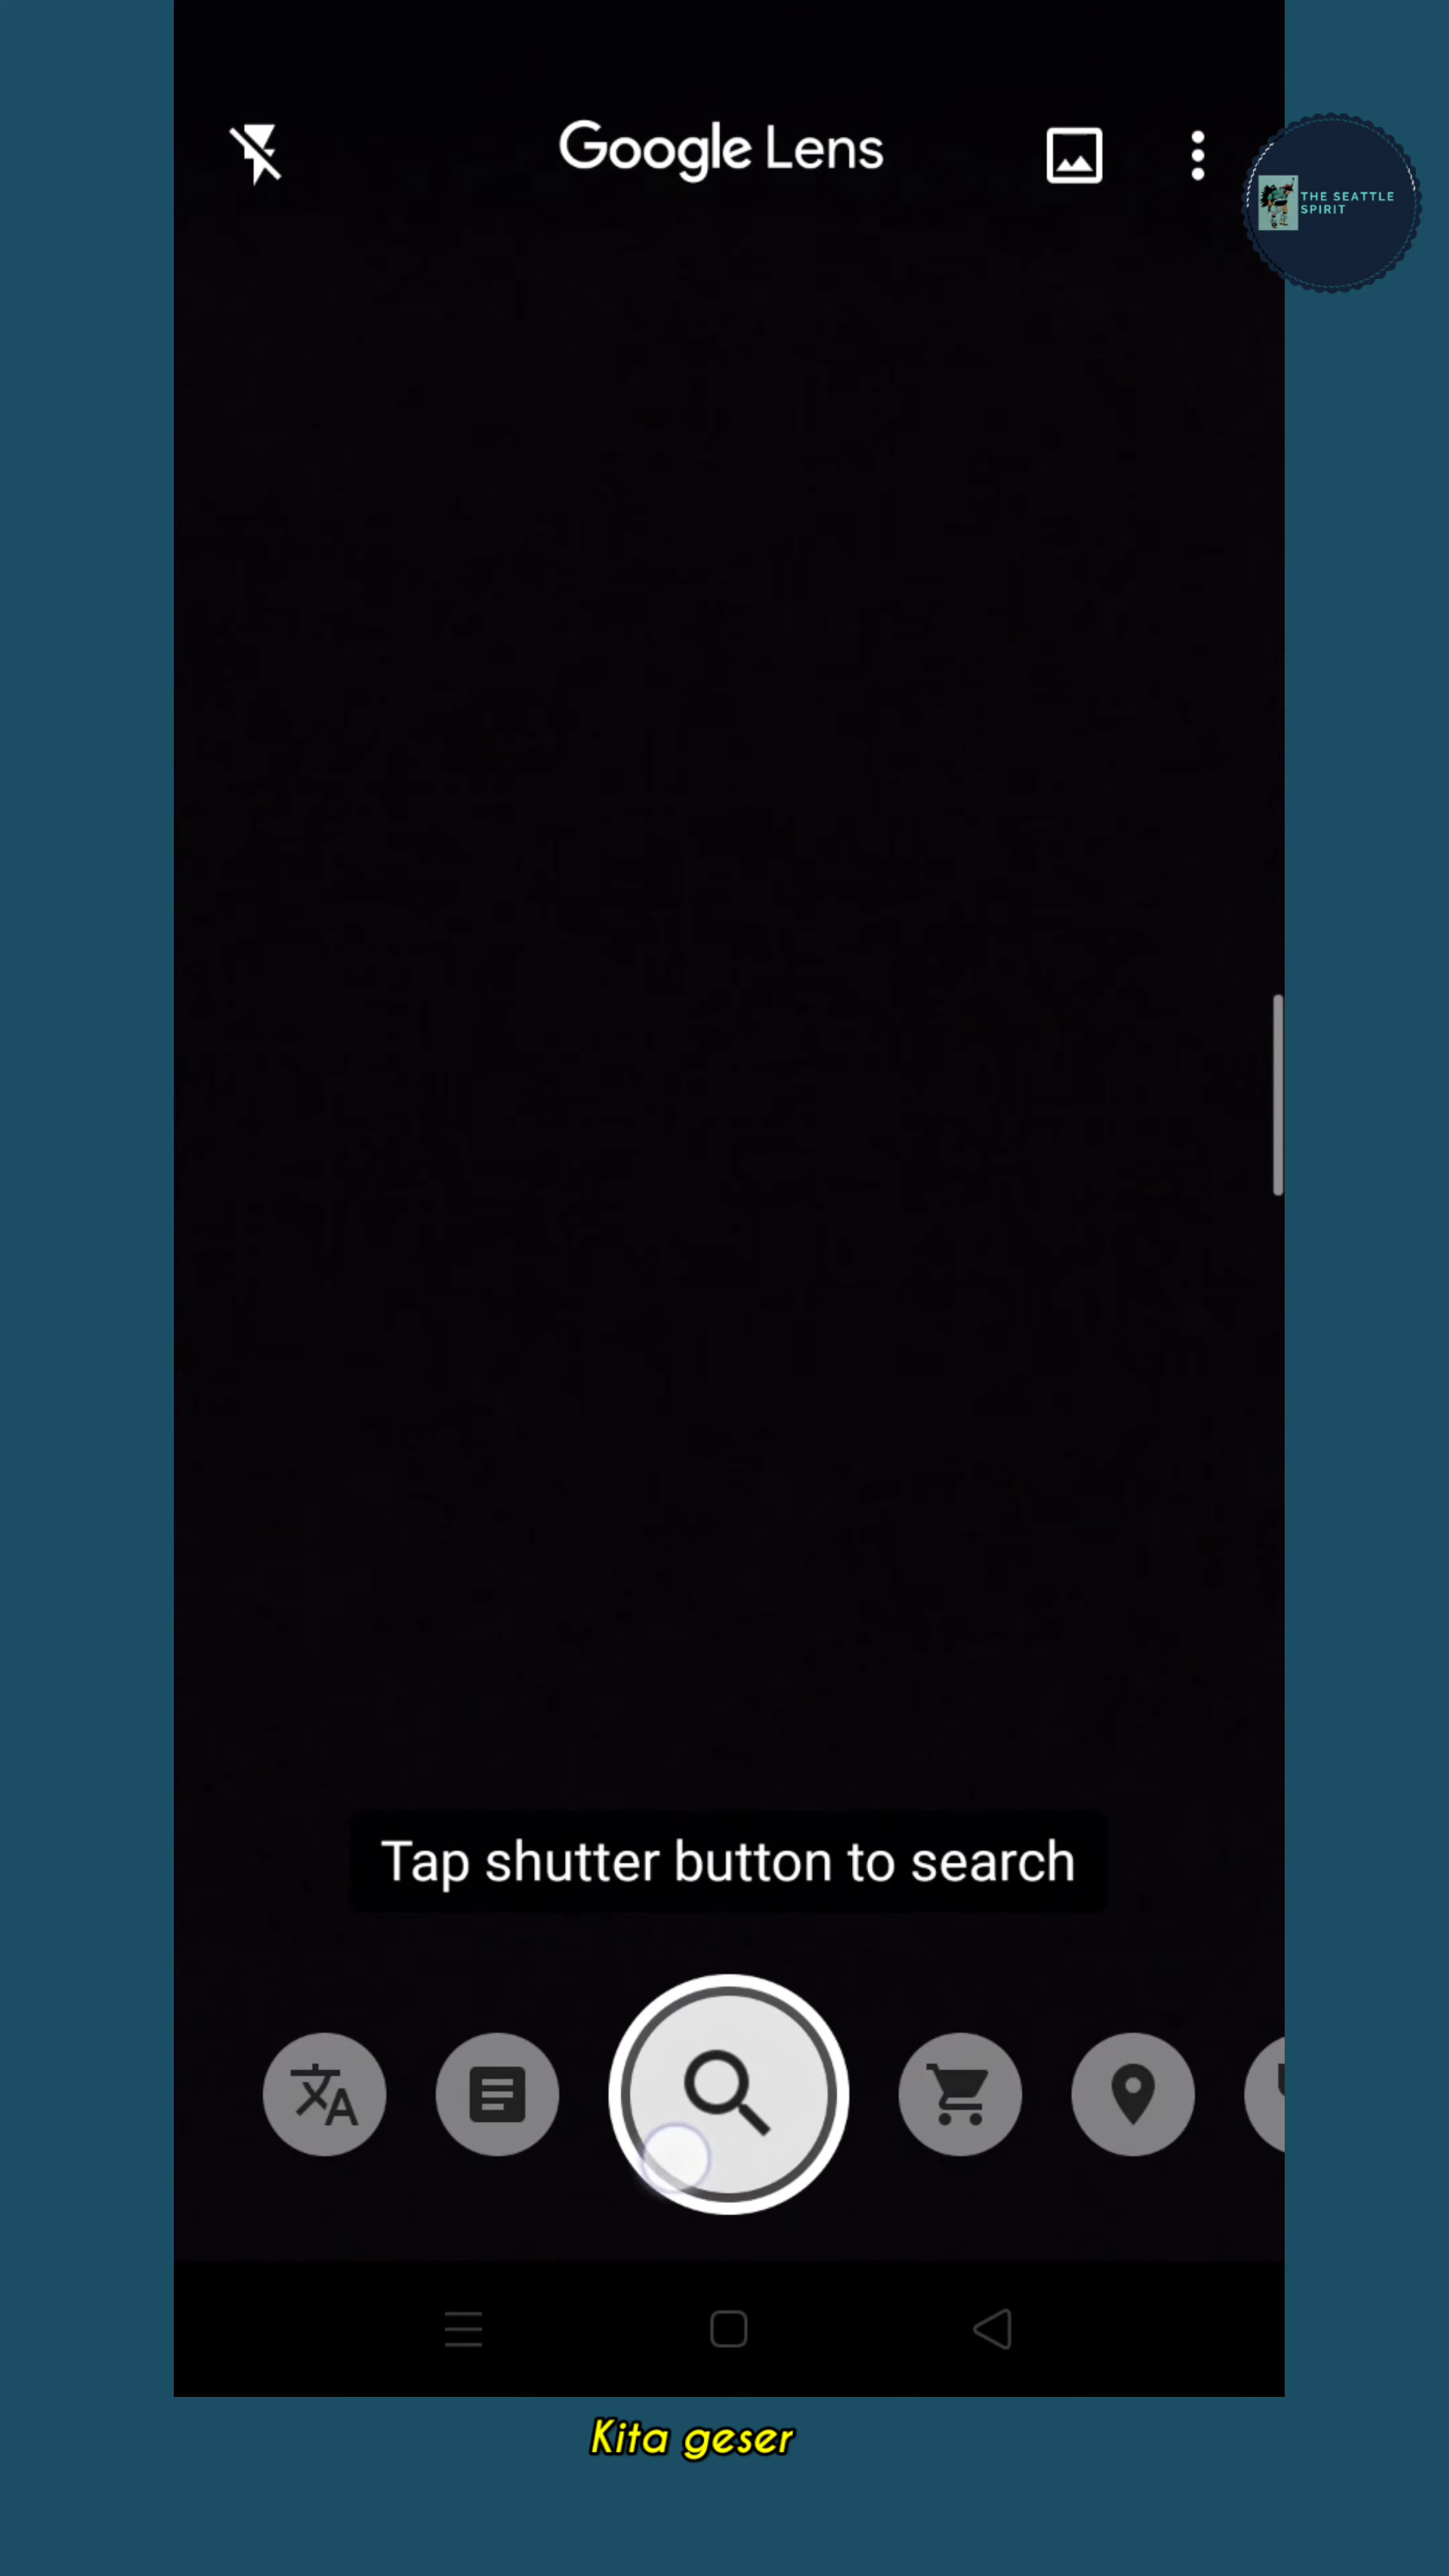 Google Lens
THE SEATTLE
SPIRIT
Tap shutter button to search
Kita geser